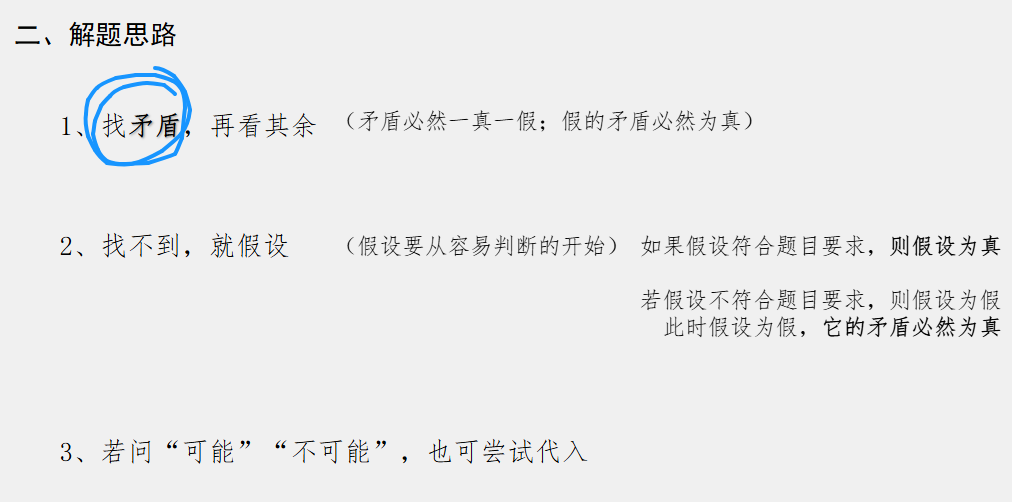 二、解题思路
1、找矛盾，再看其余 （矛盾必然一真一假；假的矛盾必然为真）
2、找不到，就假设 （假设要从容易判断的开始） 如果假设符合题目要求，则假设为真
若假设不符合题目要求，则假设为假
此时假设为假，它的矛盾必然为真
3、若问“可能”“不可能”，也可尝试代入